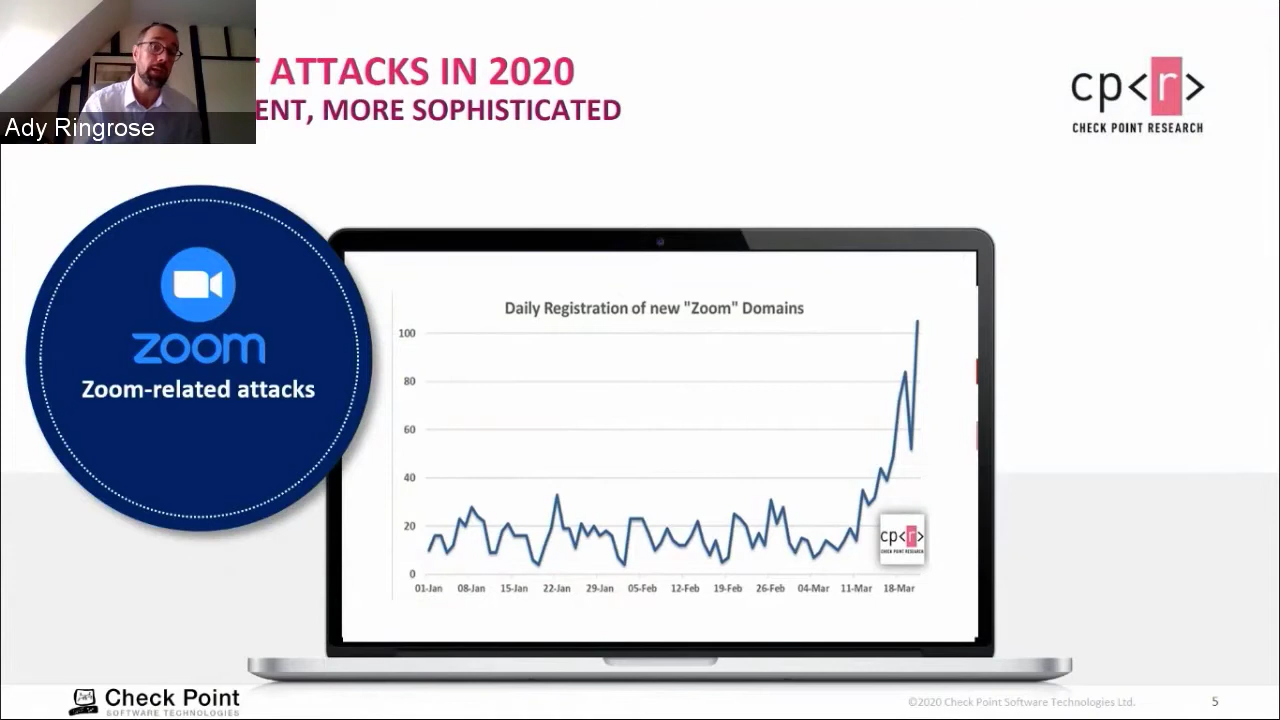 ATTACKS IN 2020
ENT, MORE SOPHISTICATED
Ady Ringrose
cp<r>
CHECK POINT RESEARCH
zoom
Zoom-related attacks
Daily Registration of new "Zoom" Domains
100
80
60
40
20
0
01-Jan 08-Jan 15-Jan 22-Jan 29-Jan 05-Feb 12-Feb 19-Feb 26-Feb 04-Mar 11-Mar 18-Mar
cp<r>
CHECK POINT RESEARCH
Check Point
SOFTWARE TECHNOLOGIES
©2020 Check Point Software Technologies Ltd.
5